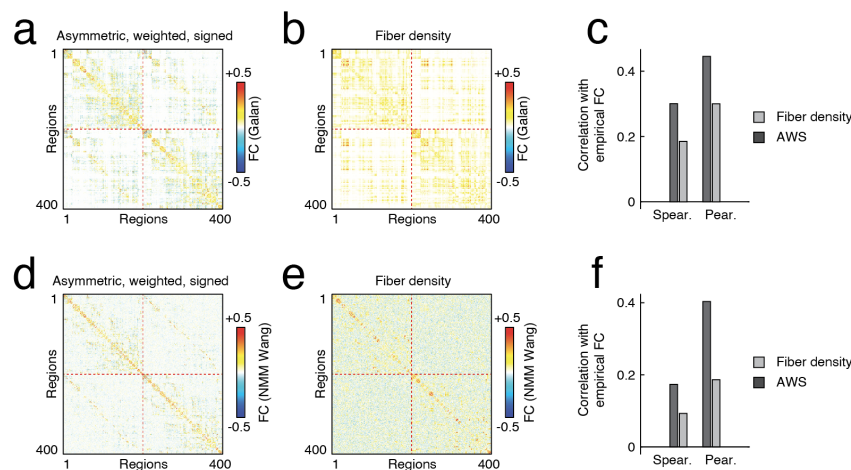 a
Asymmetric, weighted, signed
1
Regions
400
1
Regions
400
+0.5
FC (Galan)
-0.5
b
Fiber density
1
Regions
400
1
Regions
400
+0.5
FC (Galan)
-0.5
c
Correlation with
empirical FC
0.4
0.2
0
Spear.
Pear.
Fiber density
AWS
d
Asymmetric, weighted, signed
1
Regions
400
1
Regions
400
+0.5
FC (NMM Wang)
-0.5
e
Fiber density
1
Regions
400
1
Regions
400
+0.5
FC (NMM Wang)
-0.5
f
Correlation with
empirical FC
0.4
0.2
0
Spear.
Pear.
Fiber density
AWS